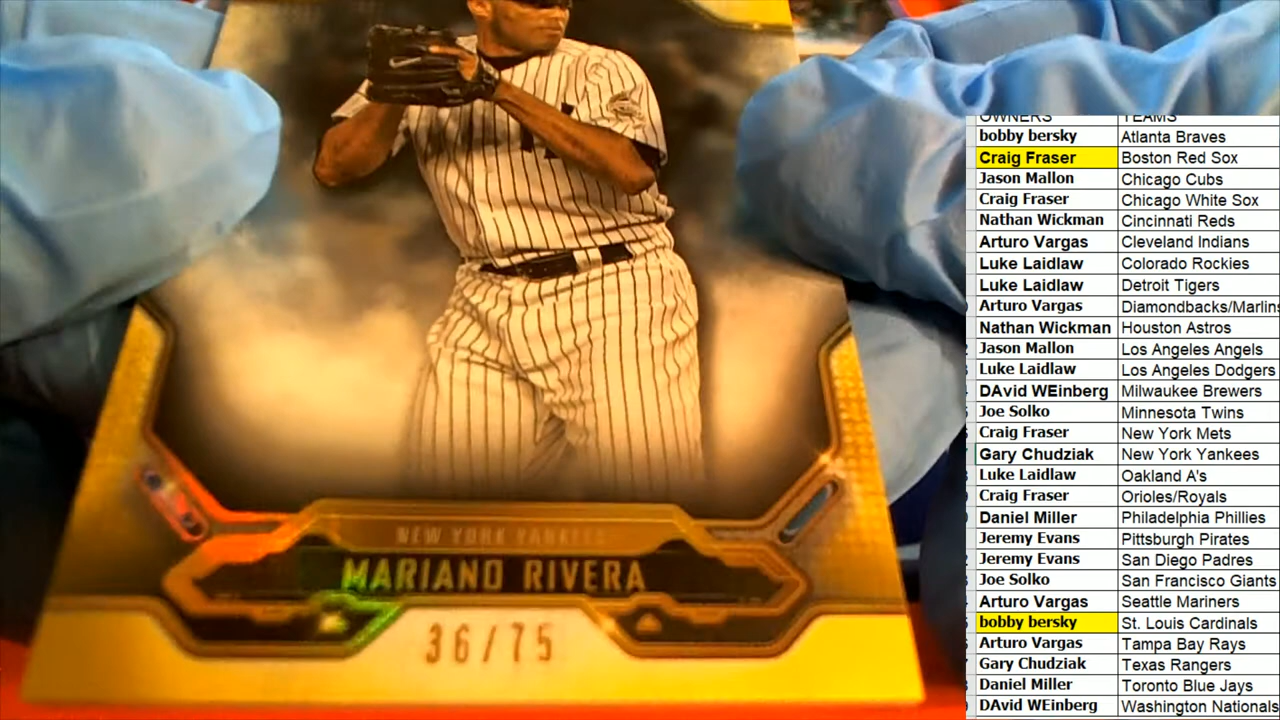 NEW YORK YANKEES
MARIANO RIVERA
36/75
OWNERS TEAMS
bobby bersky Atlanta Braves
Craig Fraser Boston Red Sox
Jason Mallon Chicago Cubs
Craig Fraser Chicago White Sox
Nathan Wickman Cincinnati Reds
Arturo Vargas Cleveland Indians
Luke Laidlaw Colorado Rockies
Luke Laidlaw Detroit Tigers
Arturo Vargas Diamondbacks/Marlins
Nathan Wickman Houston Astros
Jason Mallon Los Angeles Angels
Luke Laidlaw Los Angeles Dodgers
DAvid WEinberg Milwaukee Brewers
Joe Solko Minnesota Twins
Craig Fraser New York Mets
Gary Chudziak New York Yankees
Luke Laidlaw Oakland A's
Craig Fraser Orioles/Royals
Daniel Miller Philadelphia Phillies
Jeremy Evans Pittsburgh Pirates
Jeremy Evans San Diego Padres
Joe Solko San Francisco Giants
Arturo Vargas Seattle Mariners
bobby bersky St. Louis Cardinals
Arturo Vargas Tampa Bay Rays
Gary Chudziak Texas Rangers
Daniel Miller Toronto Blue Jays
DAvid WEinberg Washington Nationals